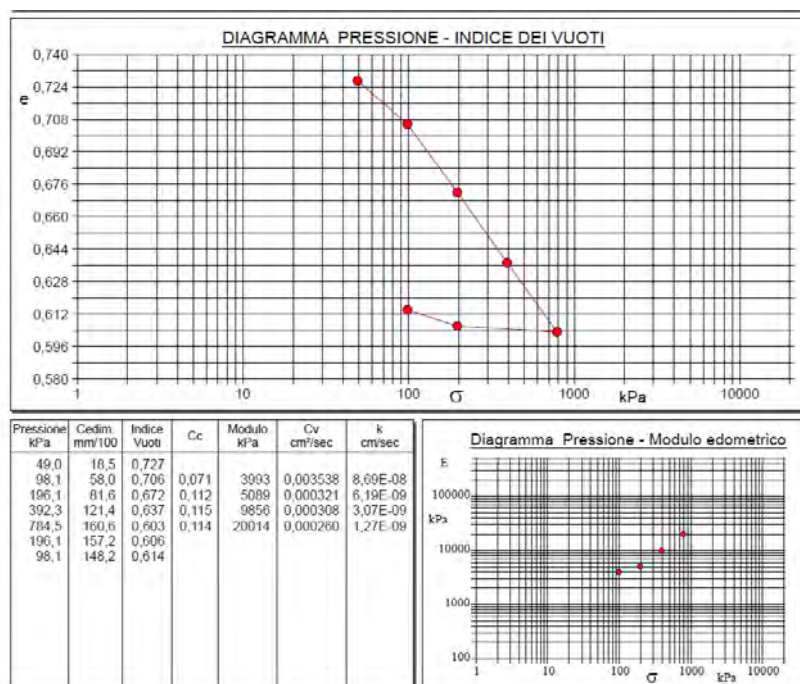 DIAGRAMMA PRESSIONE - INDICE DEI VUOTI
0,740
0,724
e
0,708
0,692
0,676
0,660
0,644
0,628
0,612
0,596
0,580
1 10 100 σ 1000 kPa 10000
Pressione kPa Cedim. mm/100 Indice Vuoti Cc Modulo kPa Cv cm²/sec k cm/sec
49,0 18,5 0,727
98,1 58,0 0,706 0,071 3993 0,003538 8,69E-08
196,1 81,6 0,672 0,112 5089 0,000321 6,19E-09
392,3 121,4 0,637 0,115 9856 0,000308 3,07E-09
784,5 160,6 0,603 0,114 20014 0,000260 1,27E-09
196,1 157,2 0,606
98,1 148,2 0,614
Diagramma Pressione - Modulo edometrico
E
100000
kPa
10000
1000
100
1 10 100 σ 1000 kPa 10000